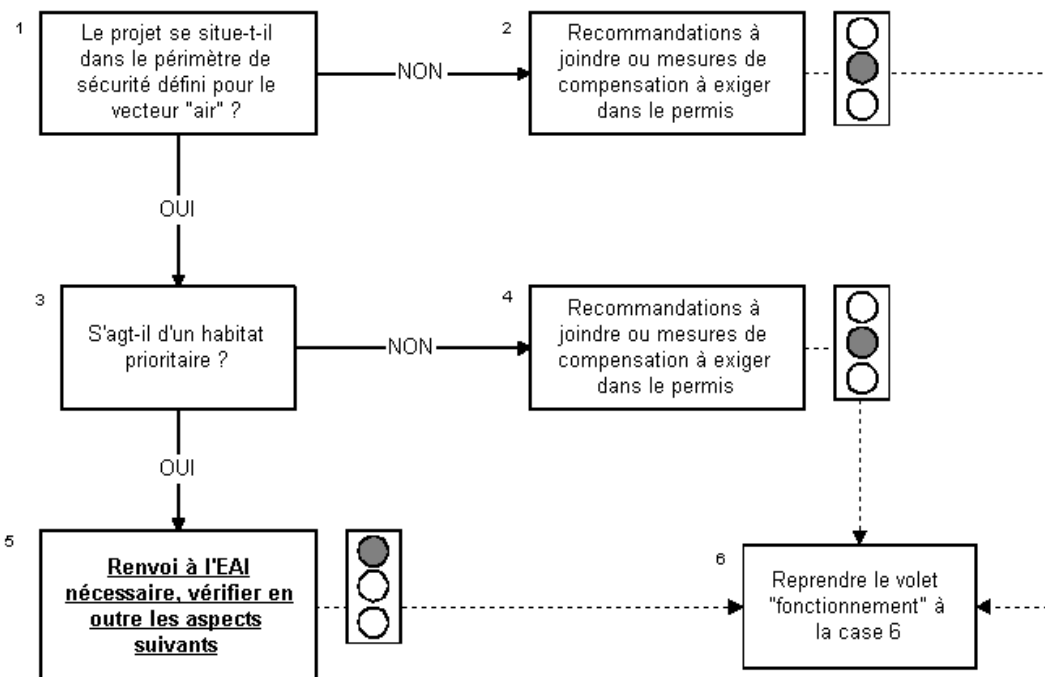 1
Le projet se situe-t-il
dans le périmètre de
sécurité défini pour le
vecteur "air" ?
NON
2
Recommandations à
joindre ou mesures de
compensation à exiger
dans le permis
OUI
3
S'agt-il d'un habitat
prioritaire ?
NON
4
Recommandations à
joindre ou mesures de
compensation à exiger
dans le permis
OUI
5
Renvoi à l'EAI
nécessaire, vérifier en
outre les aspects
suivants
6
Reprendre le volet
"fonctionnement" à
la case 6